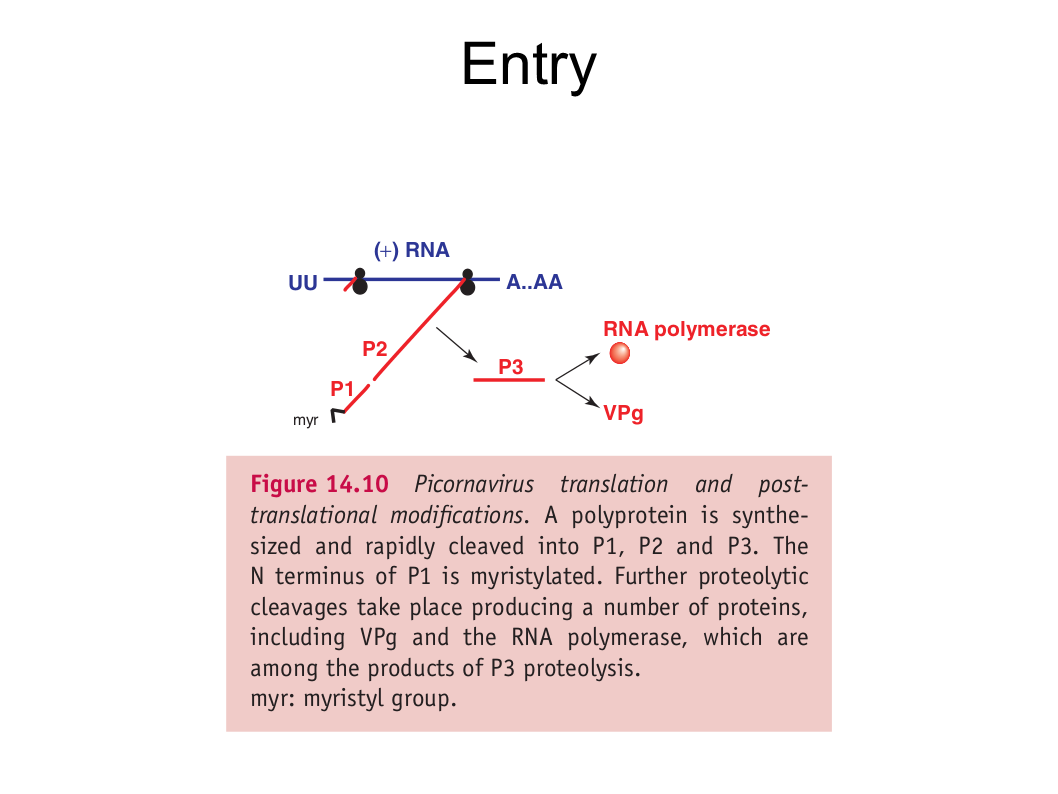 Entry
(+) RNA
UU
A..AA
RNA polymerase
P2
P3
P1
VPg
myr
Figure 14.10 Picornavirus translation and post-
translational modifications. A polyprotein is synthe-
sized and rapidly cleaved into P1, P2 and P3. The
N terminus of P1 is myristylated. Further proteolytic
cleavages take place producing a number of proteins,
including VPg and the RNA polymerase, which are
among the products of P3 proteolysis.
myr: myristyl group.